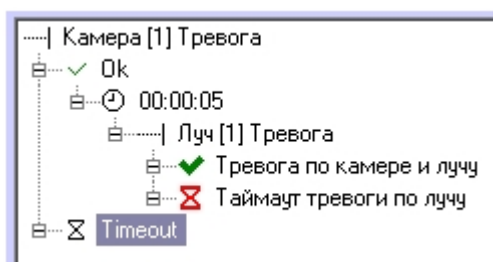 Камера [1] Тревога
Ok
00:00:05
Луч [1] Тревога
Тревога по камере и лучу
Таймаут тревоги по лучу
Timeout